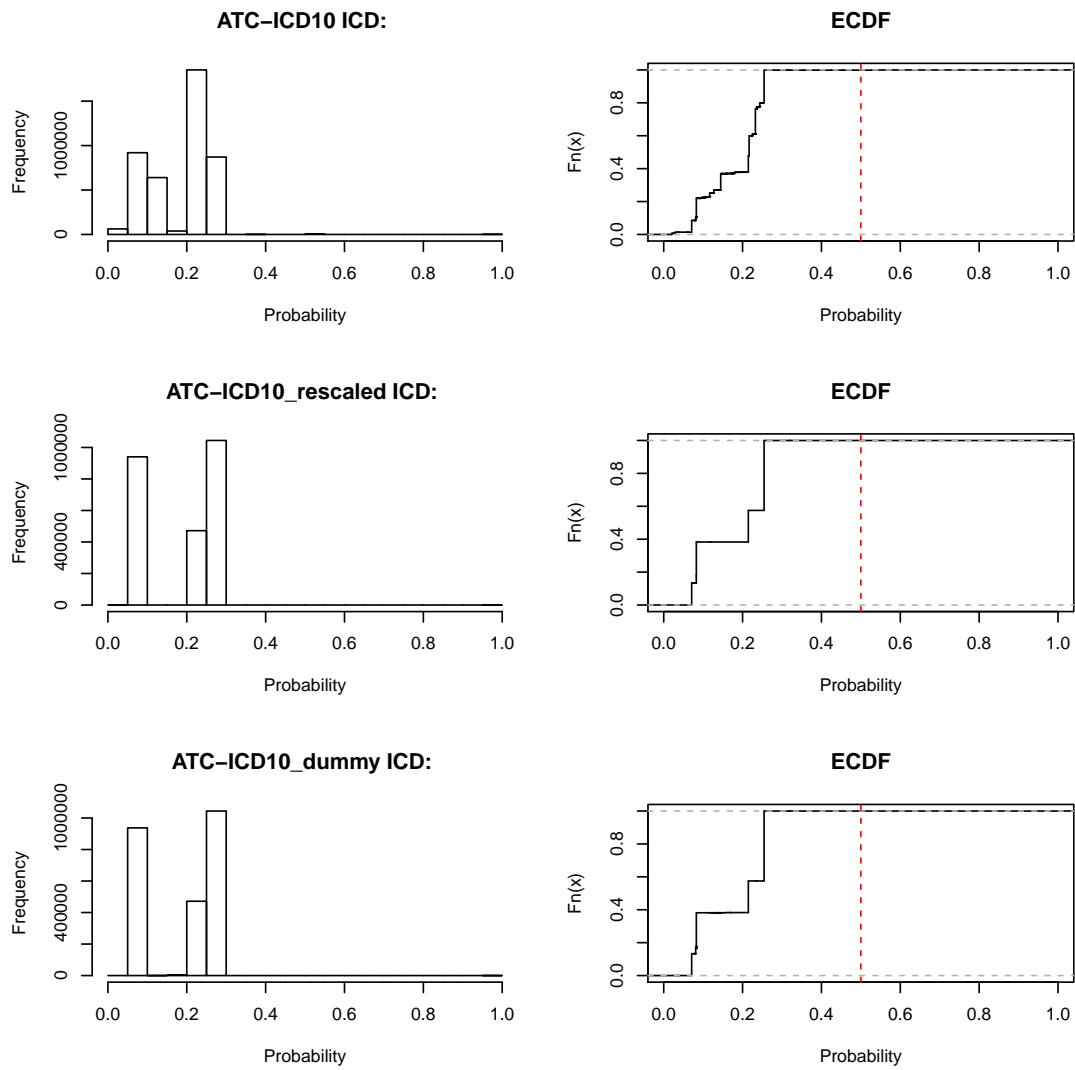 ATC−ICD10 ICD:
Frequency
0
1000000
0.0 0.2 0.4 0.6 0.8 1.0
Probability
ECDF
Fn(x)
0.0 0.4 0.8
0.0 0.2 0.4 0.6 0.8 1.0
Probability
ATC−ICD10_rescaled ICD:
Frequency
0 400000 1000000
0.0 0.2 0.4 0.6 0.8 1.0
Probability
ECDF
Fn(x)
0.0 0.4 0.8
0.0 0.2 0.4 0.6 0.8 1.0
Probability
ATC−ICD10_dummy ICD:
Frequency
0 400000 1000000
0.0 0.2 0.4 0.6 0.8 1.0
Probability
ECDF
Fn(x)
0.0 0.4 0.8
0.0 0.2 0.4 0.6 0.8 1.0
Probability